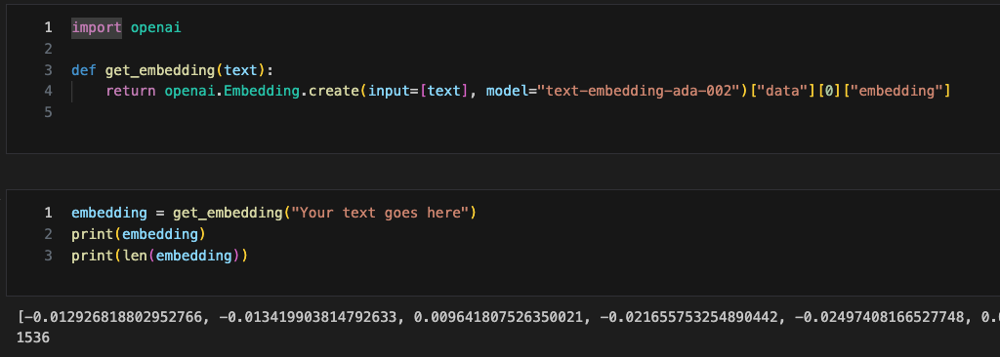 1 import openai
2
3 def get_embedding(text):
4 return openai.Embedding.create(input=[text], model="text-embedding-ada-002")["data"][0]["embedding"]
5
1 embedding = get_embedding("Your text goes here")
2 print(embedding)
3 print(len(embedding))
[-0.012926818802952766, -0.013419903814792633, 0.009641807526350021, -0.021655753254890442, -0.02497408166527748, 0.
1536